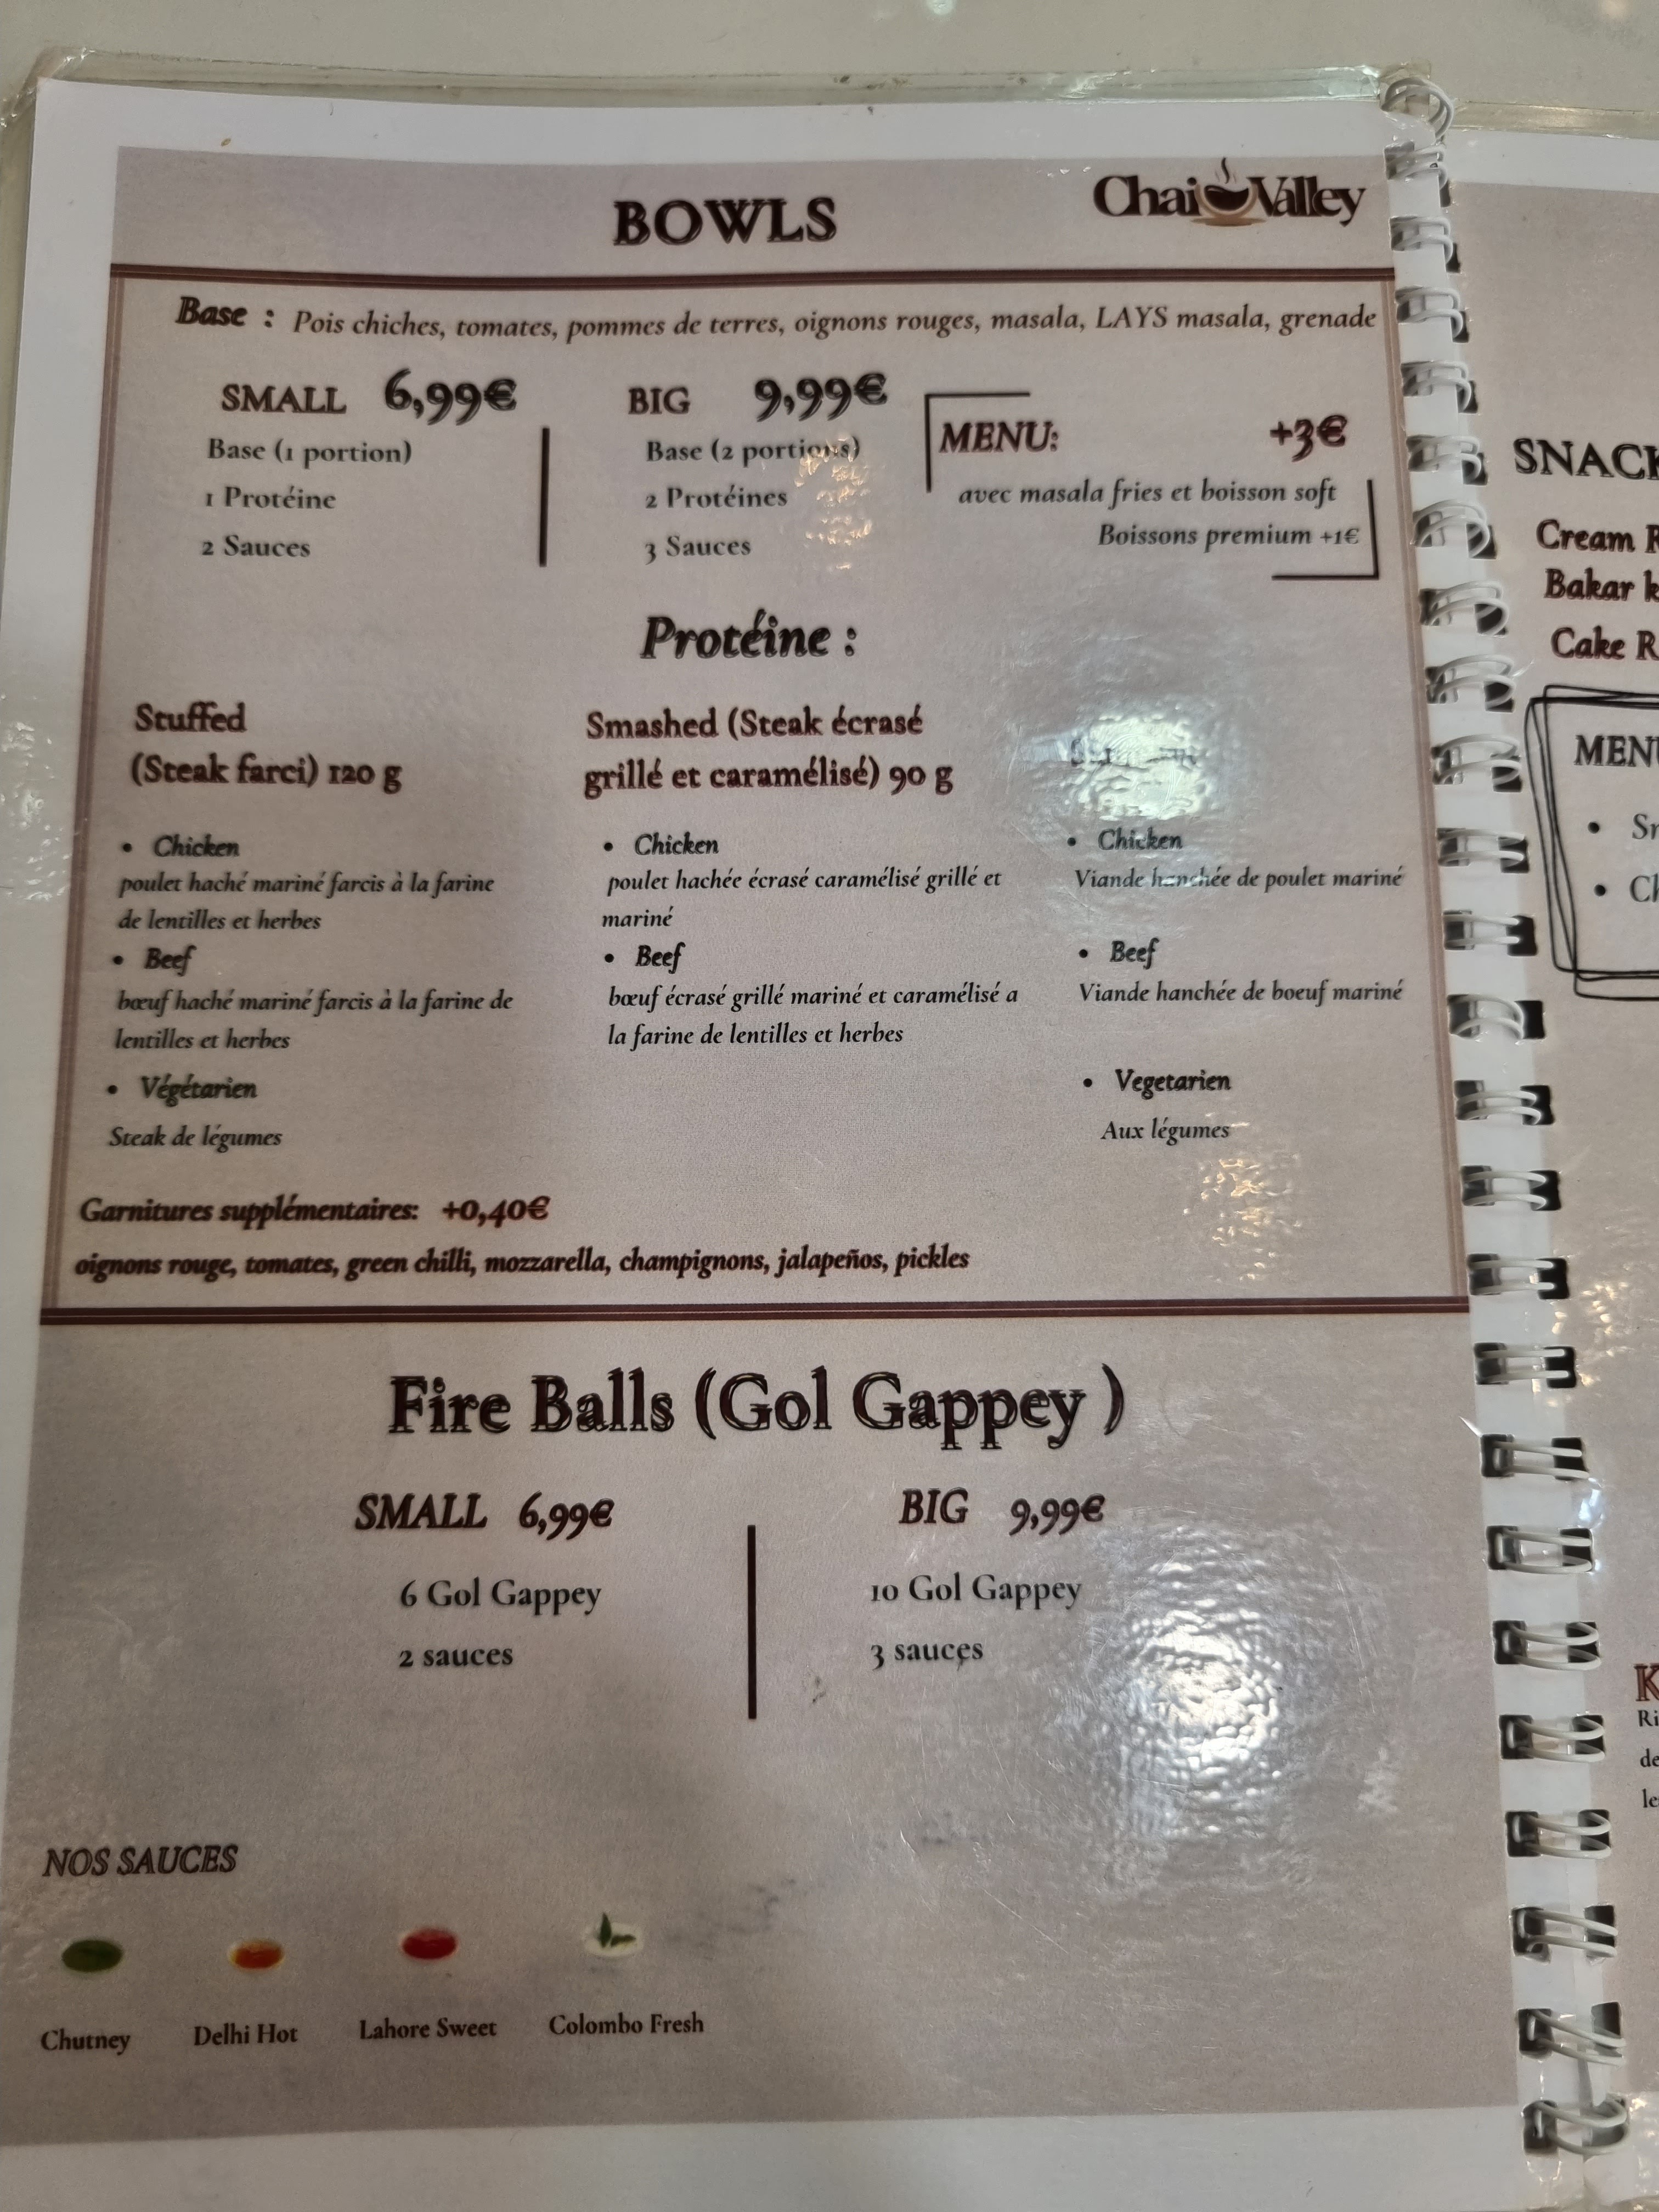 BOWLS
Chai Valley
Base : Pois chiches, tomates, pommes de terres, oignons rouges, masala, LAYS masala, grenade
SMALL 6,99€
Base (1 portion)
1 Protéine
2 Sauces
BIG 9,99€
Base (2 portions)
2 Protéines
3 Sauces
MENU: +3€
avec masala fries et boisson soft
Boissons premium +1€
Protéine :
Stuffed
(Steak farci) 120 g
• Chicken
poulet haché mariné farcis à la farine
de lentilles et herbes
• Beef
bœuf haché mariné farcis à la farine de
lentilles et herbes
• Végétarien
Steak de légumes
Smashed (Steak écrasé
grillé et caramélisé) 90 g
• Chicken
poulet hachée écrasé caramélisé grillé et
mariné
• Beef
bœuf écrasé grillé mariné et caramélisé a
la farine de lentilles et herbes
• Chicken
Viande hanchée de poulet mariné
• Beef
Viande hanchée de boeuf mariné
• Vegetarien
Aux légumes
Garnitures supplémentaires: +0,40€
oignons rouge, tomates, green chilli, mozzarella, champignons, jalapeños, pickles
Fire Balls (Gol Gappey )
SMALL 6,99€
6 Gol Gappey
2 sauces
BIG 9,99€
10 Gol Gappey
3 sauces
NOS SAUCES
Chutney
Delhi Hot
Lahore Sweet
Colombo Fresh
Cream
Bakar
Cake